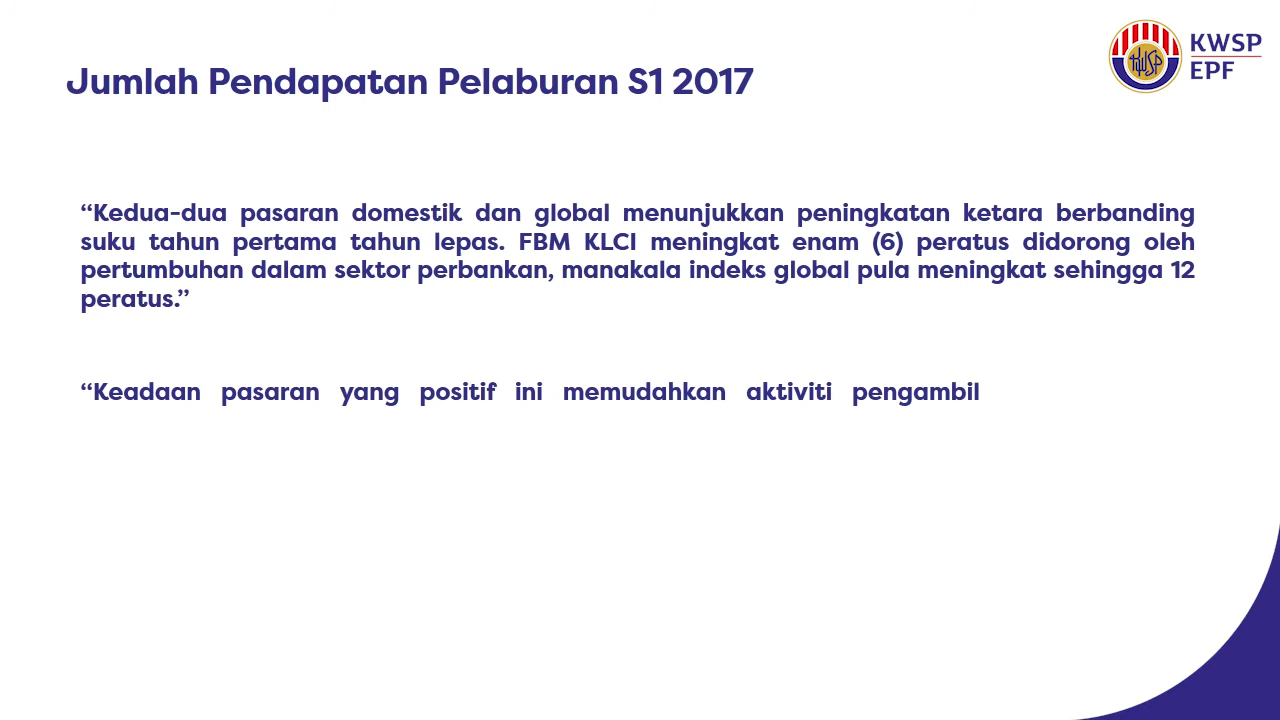 Jumlah Pendapatan Pelaburan S1 2017
KWSP
EPF
KWSP
“Kedua-dua pasaran domestik dan global menunjukkan peningkatan ketara berbanding
suku tahun pertama tahun lepas. FBM KLCI meningkat enam (6) peratus didorong oleh
pertumbuhan dalam sektor perbankan, manakala indeks global pula meningkat sehingga 12
peratus.”
“Keadaan pasaran yang positif ini memudahkan aktiviti pengambil